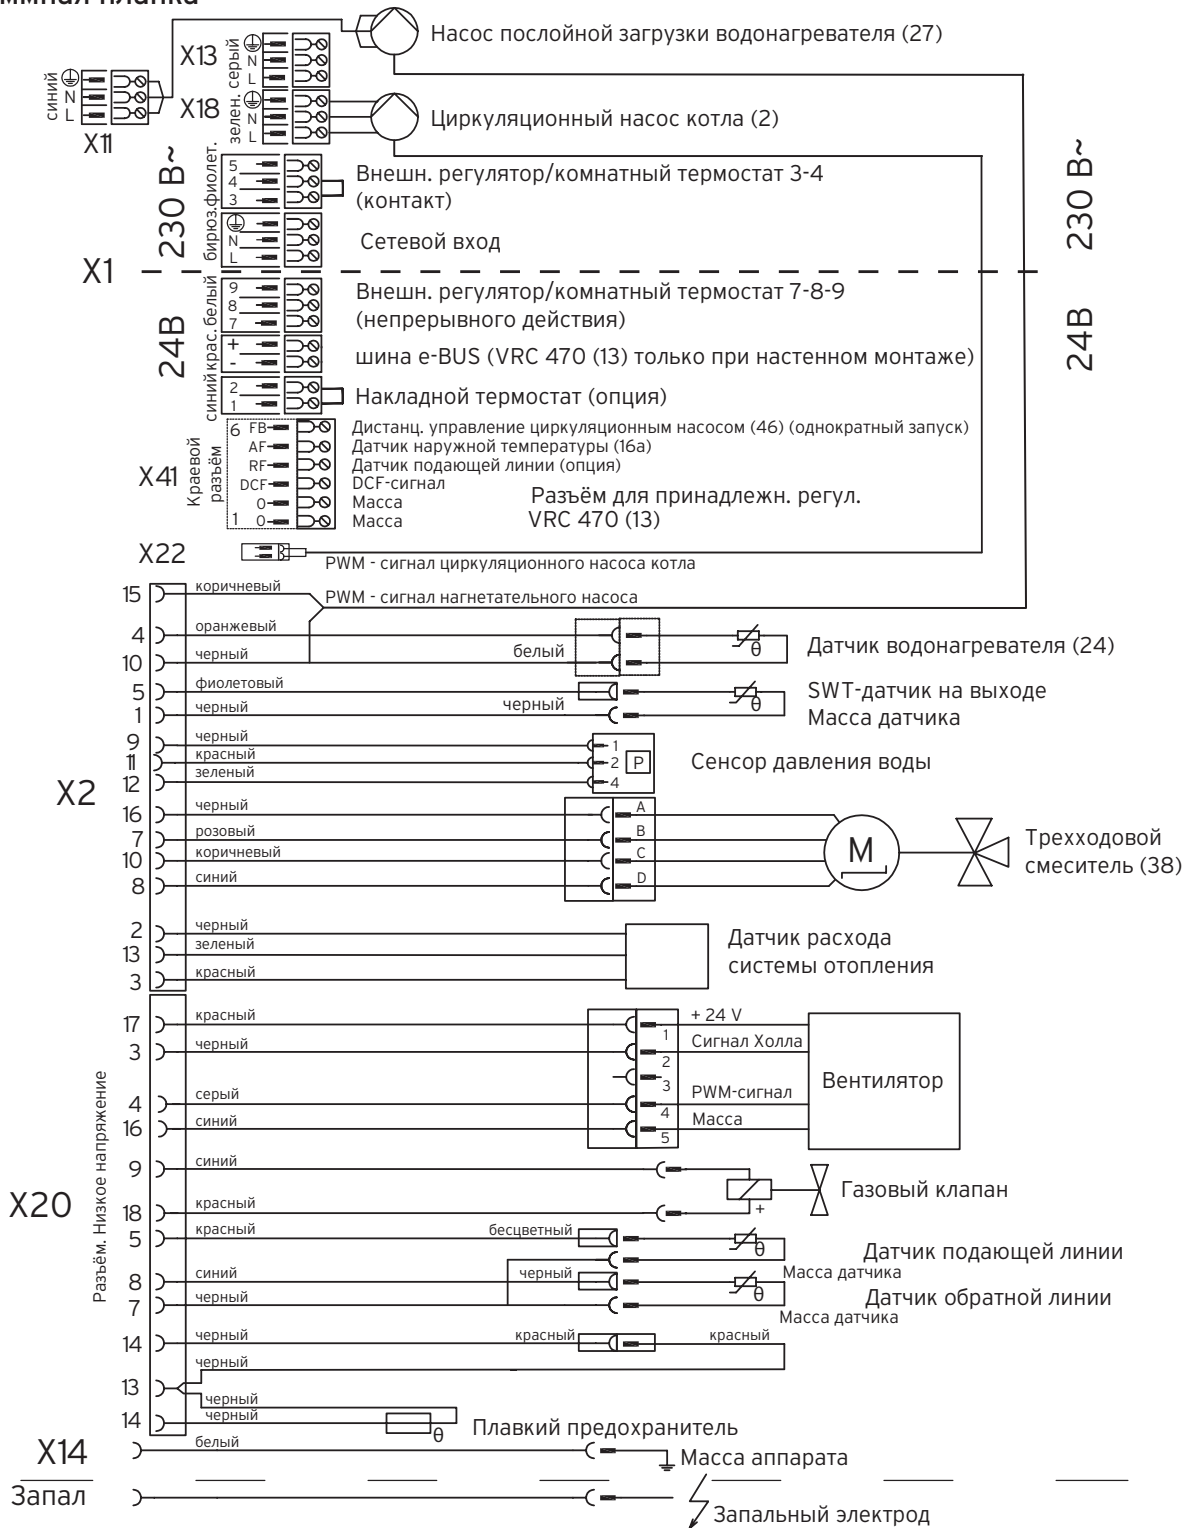 Насос послойной загрузки водонагревателя (27)
X13
серый
N
L
синий
N
L
X11
X18
зелен.
N
L
Циркуляционный насос котла (2)
230 В~
230 В~
фиолет.
5
4
3
Внешн. регулятор/комнатный термостат 3-4
(контакт)
бирюз.
N
L
Сетевой вход
X1
24В
24В
белый
9
8
7
Внешн. регулятор/комнатный термостат 7-8-9
(непрерывного действия)
крас.
+
-
шина e-BUS (VRC 470 (13) только при настенном монтаже)
синий
2
1
Накладной термостат (опция)
X41
Краевой
разъём
6 FB
Дистанц. управление циркуляционным насосом (46) (однократный запуск)
AF
Датчик наружной температуры (16a)
RF
Датчик подающей линии (опция)
DCF
DCF-сигнал
0
Масса
1 0
Масса
Разъём для принадлежн. регул.
VRC 470 (13)
X22
PWM - сигнал циркуляционного насоса котла
15 коричневый
PWM - сигнал нагнетательного насоса
4 оранжевый
10 черный белый
Датчик водонагревателя (24)
θ
5 фиолетовый
1 черный черный
θ
SWT-датчик на выходе
Масса датчика
X2
9 черный 1
11 красный 2 P
12 зеленый 4
Сенсор давления воды
16 черный A
7 розовый B
10 коричневый C
8 синий D
M
Трехходовой
смеситель (38)
2 черный
13 зеленый
3 красный
Датчик расхода
системы отопления
X20
Разъём. Низкое напряжение
17 красный 1 + 24 V
3 черный 2 Сигнал Холла
3
4 серый 4 PWM-сигнал
16 синий 5 Масса
Вентилятор
9 синий
18 красный +
Газовый клапан
5 красный бесцветный
θ
Датчик подающей линии
Масса датчика
8 синий черный
7 черный
θ
Датчик обратной линии
Масса датчика
14 черный красный красный
черный
13
черный
14 черный
θ
Плавкий предохранитель
X14 белый
Масса аппарата
Запал
Запальный электрод